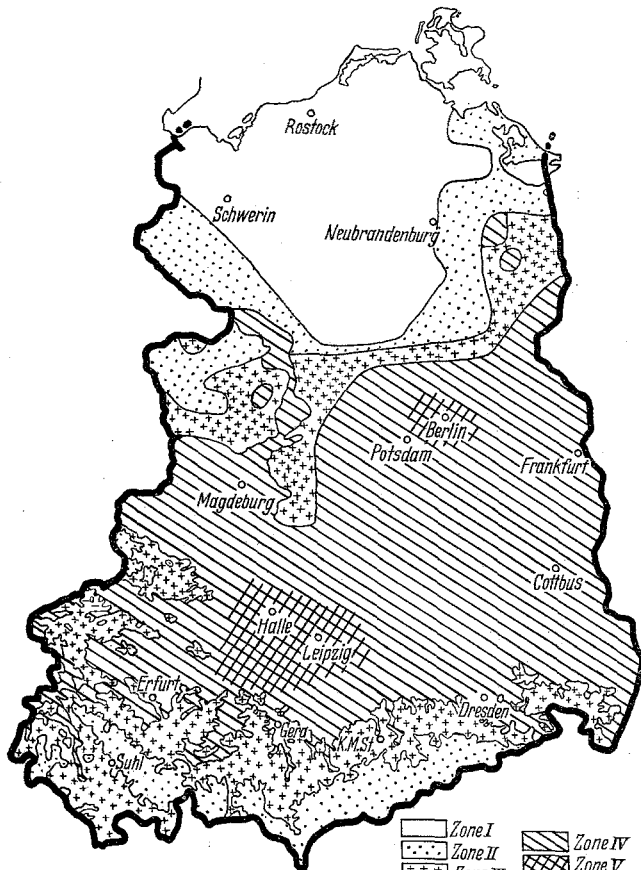 Rostock
Schwerin
Neubrandenburg
Berlin
Potsdam
Frankfurt
Magdeburg
Cottbus
Halle
Leipzig
Erfurt
Dresden
Gera
K.M.St.
Suhl
Zone I
Zone IV
Zone II
Zone V